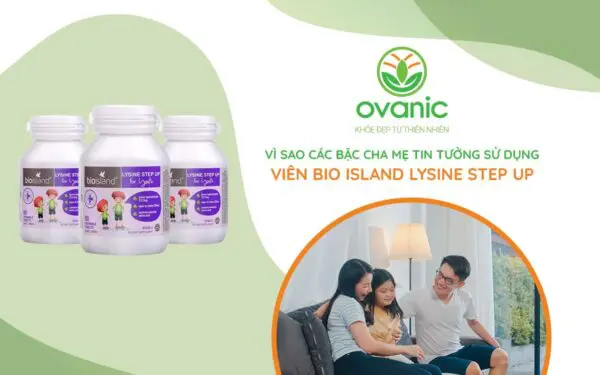 ovanic
KHỎE ĐẸP TỪ THIÊN NHIÊN
VÌ SAO CÁC BẬC CHA MẸ TIN TƯỞNG SỬ DỤNG
VIÊN BIO ISLAND LYSINE STEP UP
bioisland
LYSINE STEP UP
for Youth